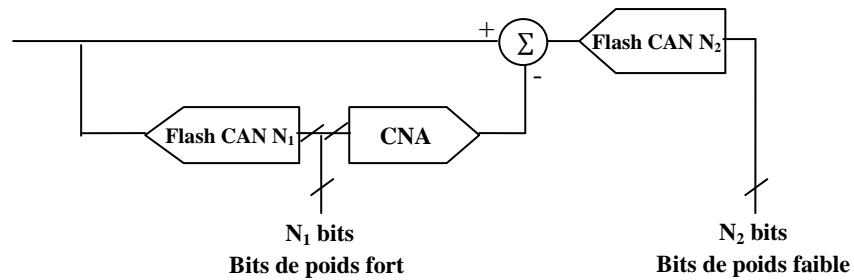 +
Σ
-
Flash CAN N₂
Flash CAN N₁
CNA
N₁ bits
Bits de poids fort
N₂ bits
Bits de poids faible